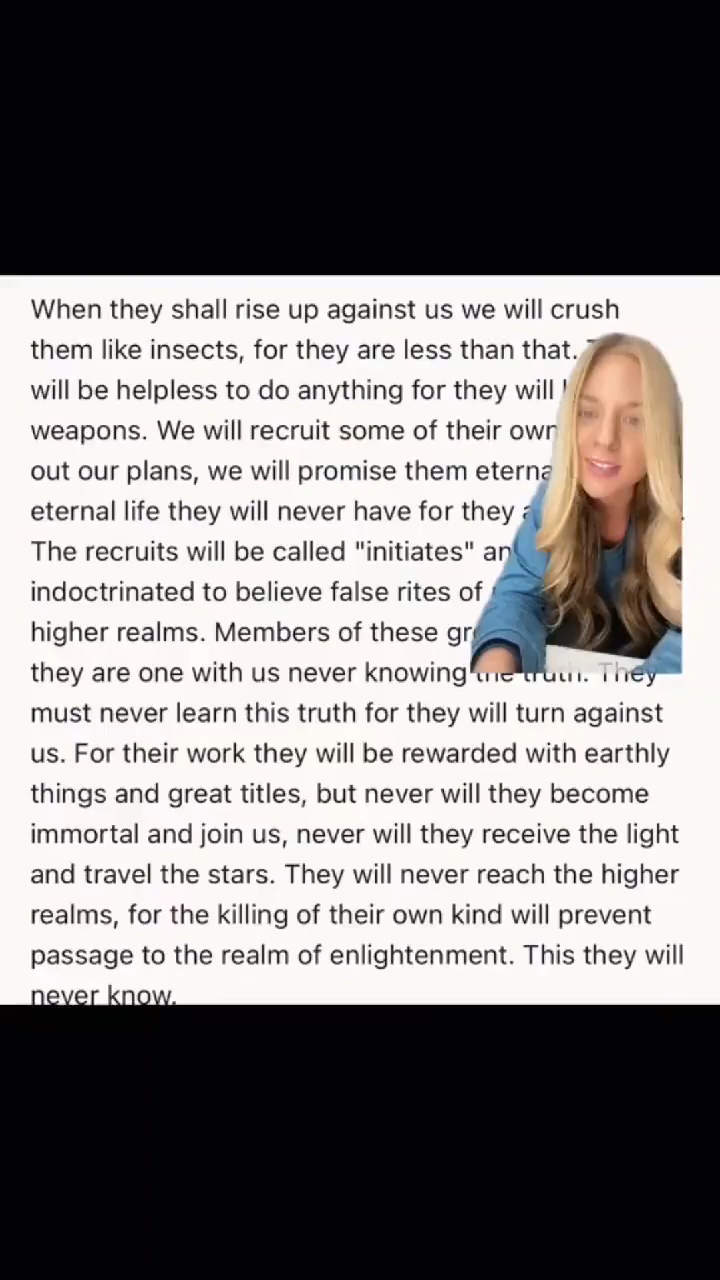 When they shall rise up against us we will crush
them like insects, for they are less than that.
will be helpless to do anything for they will
weapons. We will recruit some of their own
out our plans, we will promise them
eternal life they will never have for they
The recruits will be called "initiates"
indoctrinated to believe false rites of
higher realms. Members of these
they are one with us never knowing the truth. They
must never learn this truth for they will turn against
us. For their work they will be rewarded with earthly
things and great titles, but never will they become
immortal and join us, never will they receive the light
and travel the stars. They will never reach the higher
realms, for the killing of their own kind will prevent
passage to the realm of enlightenment. This they will
never know.